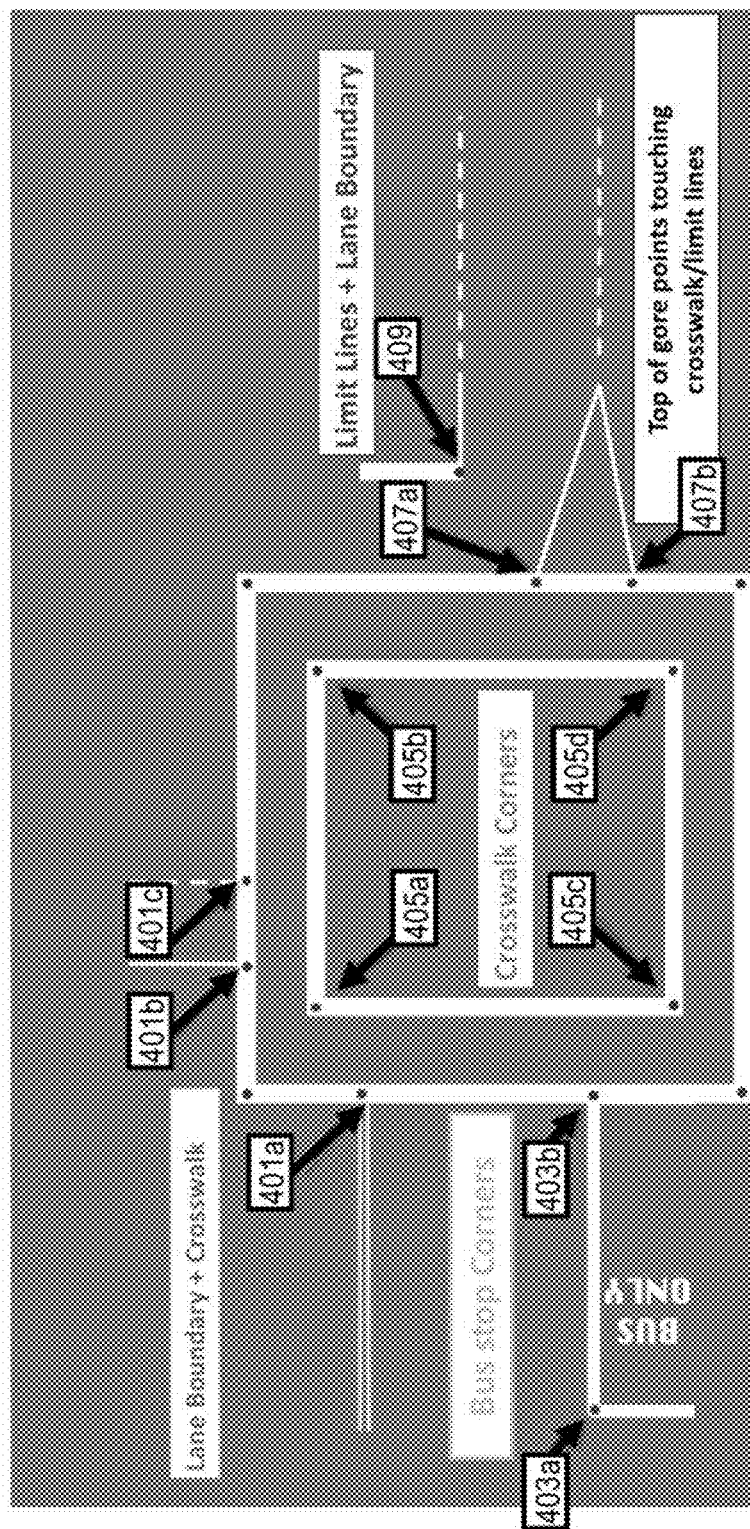 Lane Boundary + Crosswalk
401b
401c
401a
Limit Lines + Lane Boundary
409
407a
Bus stop Corners
403a
403b
BUS
ONLY
405a
405b
Crosswalk Corners
405c
405d
Top of gore points touching
crosswalk/limit lines
407b